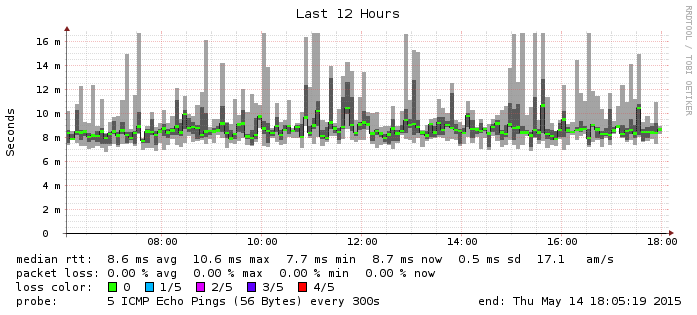 Last 12 Hours
RRDTOOL / TOBI OETIKER
Seconds
16 m
14 m
12 m
10 m
8 m
6 m
4 m
2 m
0
08:00 10:00 12:00 14:00 16:00 18:00
median rtt: 8.6 ms avg 10.6 ms max 7.7 ms min 8.7 ms now 0.5 ms sd 17.1 am/s
packet loss: 0.00 % avg 0.00 % max 0.00 % min 0.00 % now
loss color: 0 1/5 2/5 3/5 4/5
probe: 5 ICMP Echo Pings (56 Bytes) every 300s end: Thu May 14 18:05:19 2015